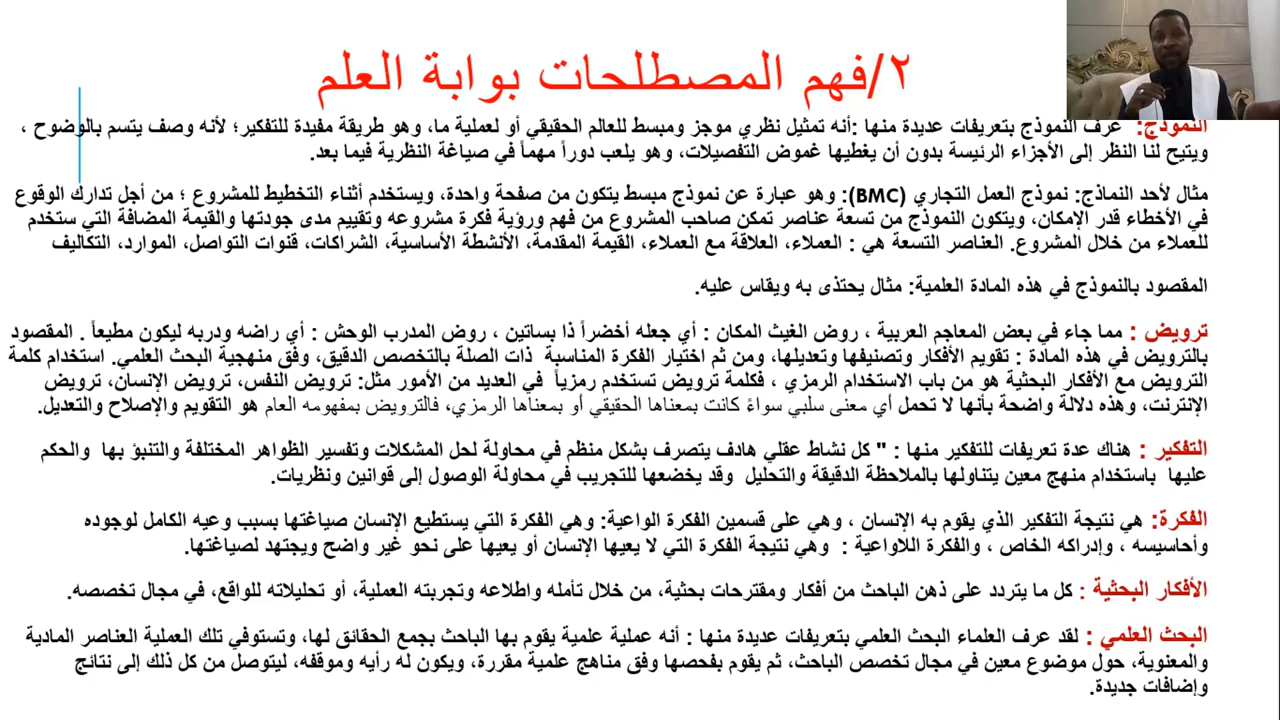 ٢/فهم المصطلحات بوابة العلم
النموذج: عرف النموذج بتعريفات عديدة منها :أنه تمثيل نظري موجز ومبسط للعالم الحقيقي أو لعملية ما، وهو طريقة مفيدة للتفكير؛ لأنه وصف يتسم بالوضوح ،
ويتيح لنا النظر إلى الأجزاء الرئيسة بدون أن يغطيها غموض التفصيلات، وهو يلعب دوراً مهماً في صياغة النظرية فيما بعد.
مثال لأحد النماذج: نموذج العمل التجاري (BMC): وهو عبارة عن نموذج مبسط يتكون من صفحة واحدة، ويستخدم أثناء التخطيط للمشروع ؛ من أجل تدارك الوقوع
في الأخطاء قدر الإمكان، ويتكون النموذج من تسعة عناصر تمكن صاحب المشروع من فهم ورؤية فكرة مشروعه وتقييم مدى جودتها والقيمة المضافة التي ستخدم
للعملاء من خلال المشروع. العناصر التسعة هي : العملاء، العلاقة مع العملاء، القيمة المقدمة، الأنشطة الأساسية، الشراكات، قنوات التواصل، الموارد، التكاليف
المقصود بالنموذج في هذه المادة العلمية: مثال يحتذى به ويقاس عليه.
ترويض : مما جاء في بعض المعاجم العربية ، روض الغيث المكان : أي جعله أخضراً ذا بساتين ، روض المدرب الوحش : أي راضه ودربه ليكون مطيعاً . المقصود
بالترويض في هذه المادة : تقويم الأفكار وتصنيفها وتعديلها، ومن ثم اختيار الفكرة المناسبة ذات الصلة بالتخصص الدقيق، وفق منهجية البحث العلمي. استخدام كلمة
الترويض مع الأفكار البحثية هو من باب الاستخدام الرمزي ، فكلمة ترويض تستخدم رمزياً في العديد من الأمور مثل: ترويض النفس، ترويض الإنسان، ترويض
الإنترنت، وهذه دلالة واضحة بأنها لا تحمل أي معنى سلبي سواءً كانت بمعناها الحقيقي أو بمعناها الرمزي، فالترويض بمفهومه العام هو التقويم والإصلاح والتعديل.
التفكير : هناك عدة تعريفات للتفكير منها : " كل نشاط عقلي هادف يتصرف بشكل منظم في محاولة لحل المشكلات وتفسير الظواهر المختلفة والتنبؤ بها والحكم
عليها باستخدام منهج معين يتناولها بالملاحظة الدقيقة والتحليل وقد يخضعها للتجريب في محاولة الوصول إلى قوانين ونظريات.
الفكرة: هي نتيجة التفكير الذي يقوم به الإنسان ، وهي على قسمين الفكرة الواعية: وهي الفكرة التي يستطيع الإنسان صياغتها بسبب وعيه الكامل لوجوده
وأحاسيسه ، وإدراكه الخاص ، والفكرة اللاواعية : وهي نتيجة الفكرة التي لا يعيها الإنسان أو يعيها على نحو غير واضح ويجتهد لصياغتها.
الأفكار البحثية : كل ما يتردد على ذهن الباحث من أفكار ومقترحات بحثية، من خلال تأمله واطلاعه وتجربته العملية، أو تحليلاته للواقع، في مجال تخصصه.
البحث العلمي : لقد عرف العلماء البحث العلمي بتعريفات عديدة منها : أنه عملية علمية يقوم بها الباحث بجمع الحقائق لها، وتستوفي تلك العملية العناصر المادية
والمعنوية، حول موضوع معين في مجال تخصص الباحث، ثم يقوم بفحصها وفق مناهج علمية مقررة، ويكون له رأيه وموقفه، ليتوصل من كل ذلك إلى نتائج
وإضافات جديدة.